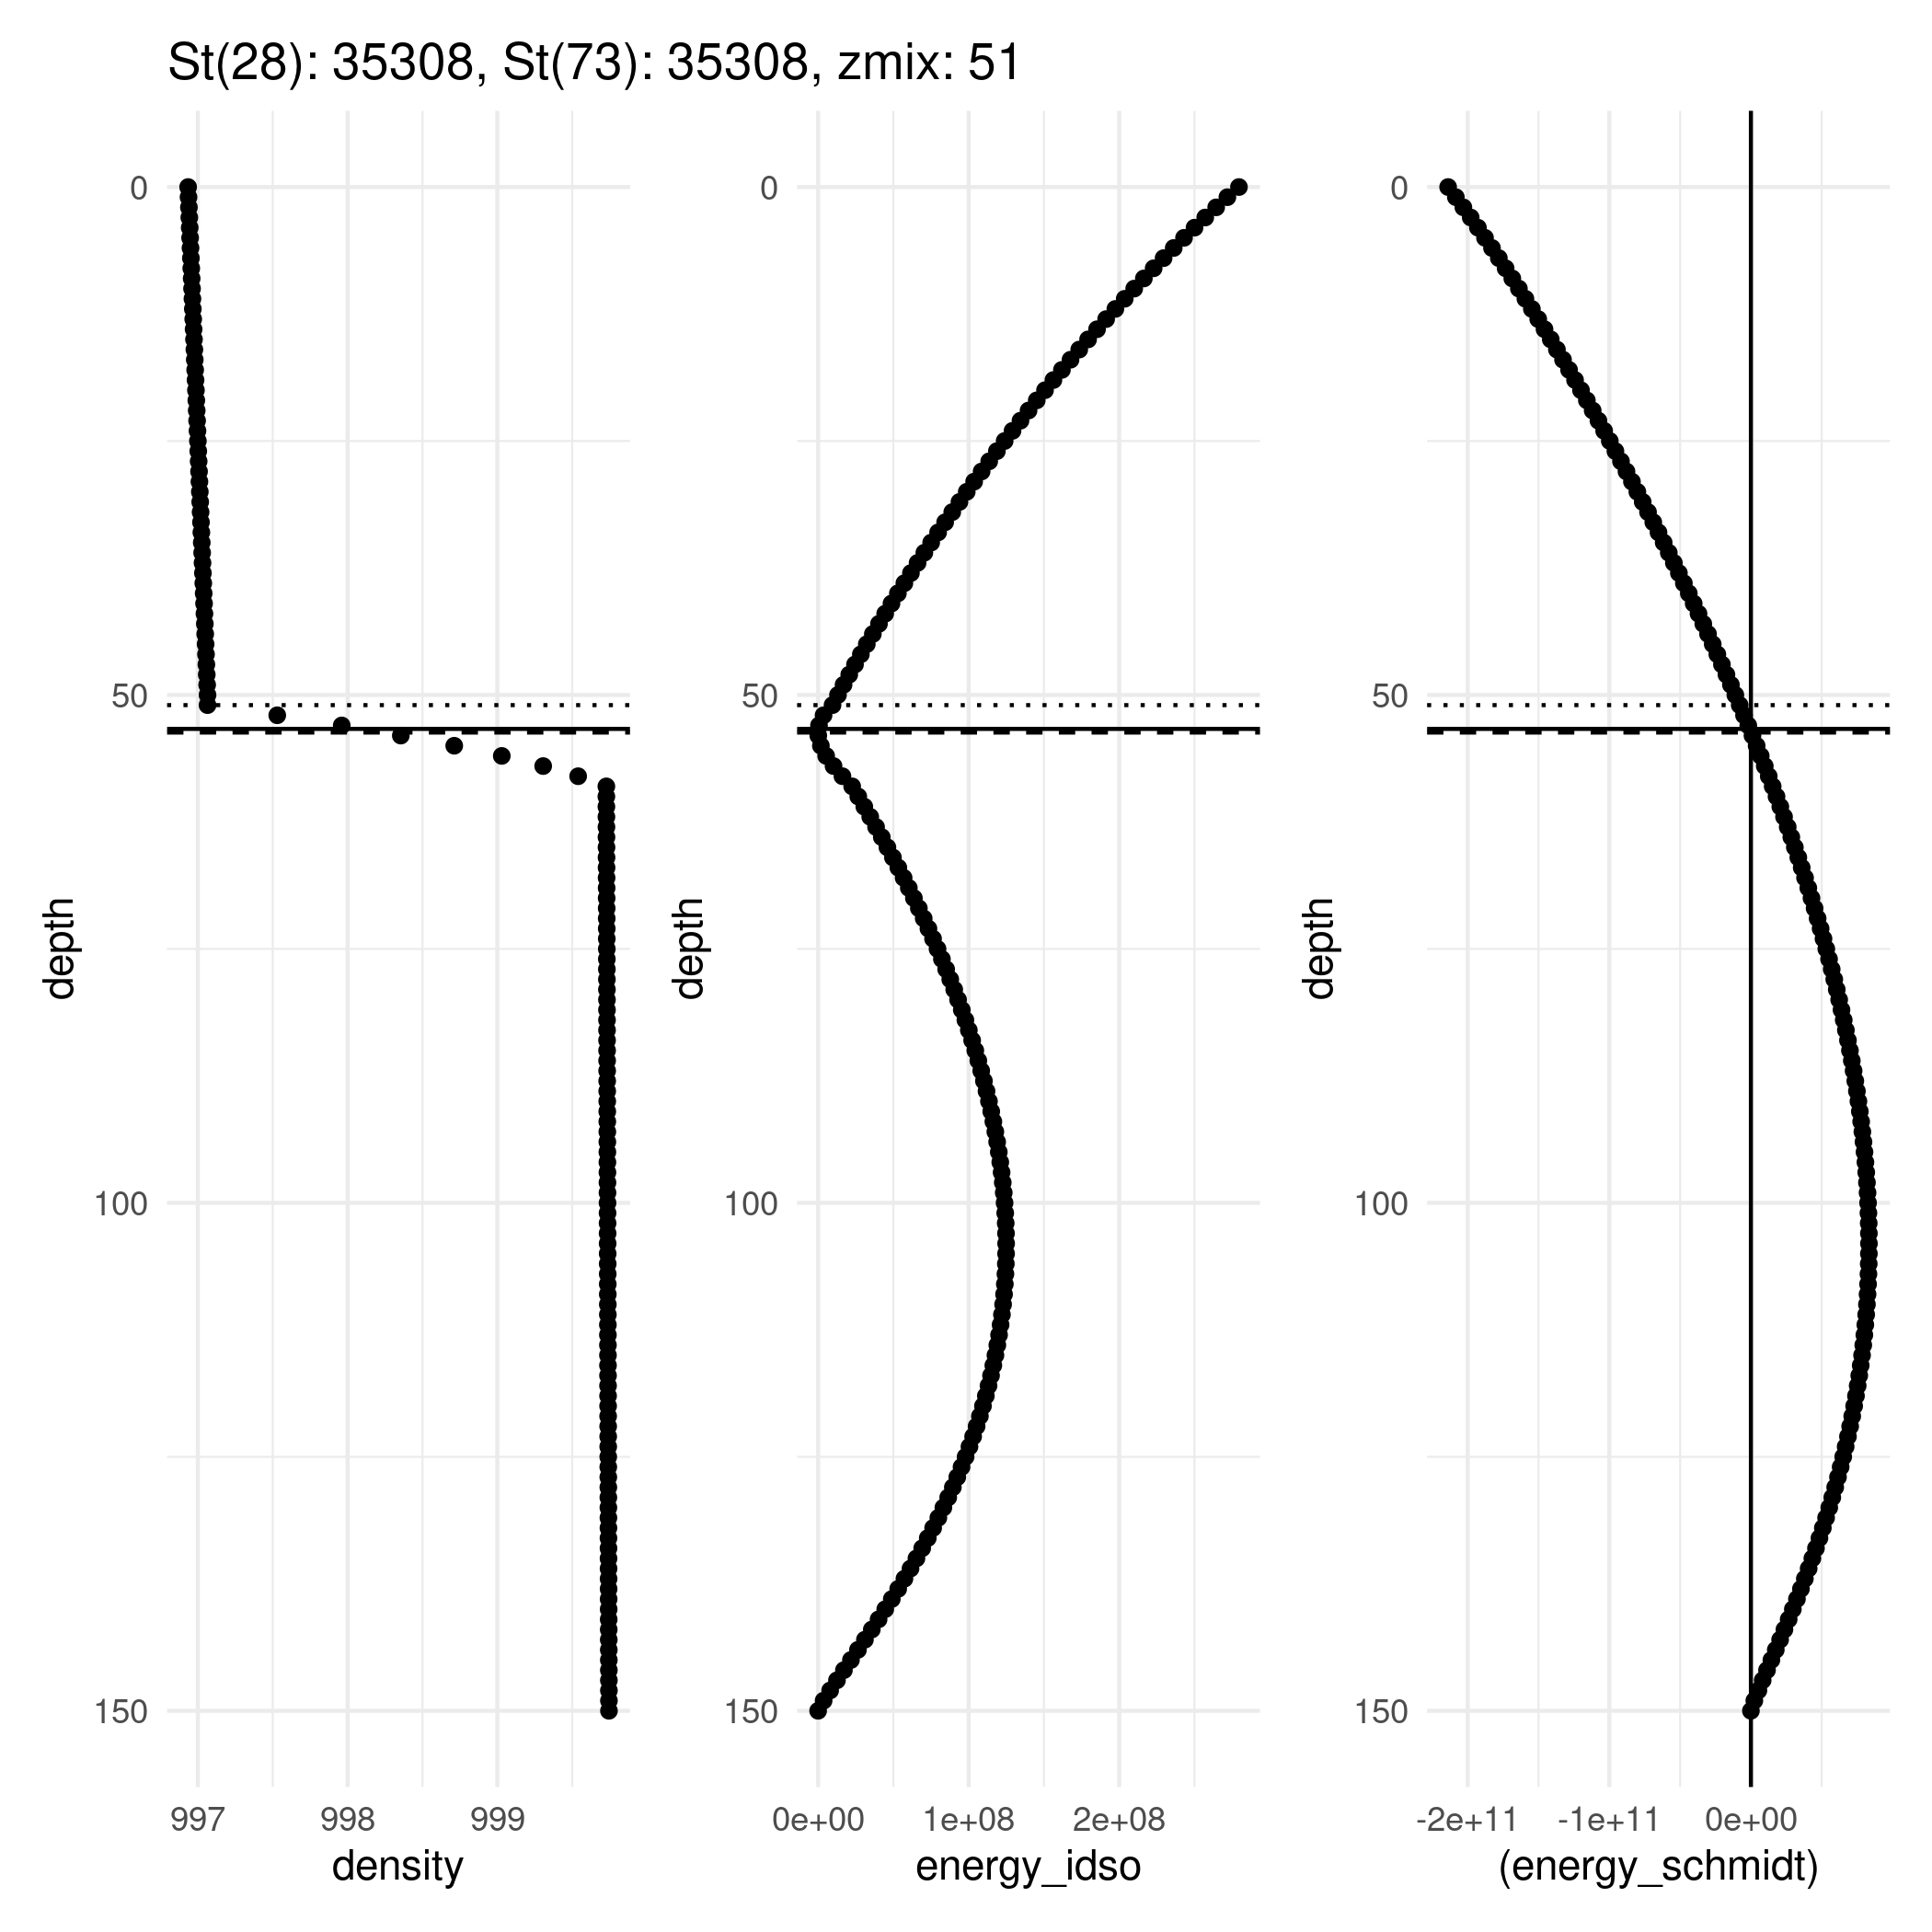 St(28): 35308, St(73): 35308, zmix: 51
0
50
100
150
depth
997
998
999
density
0
50
100
150
depth
0e+00
1e+08
2e+08
energy_idso
0
50
100
150
depth
-2e+11
-1e+11
0e+00
(energy_schmidt)